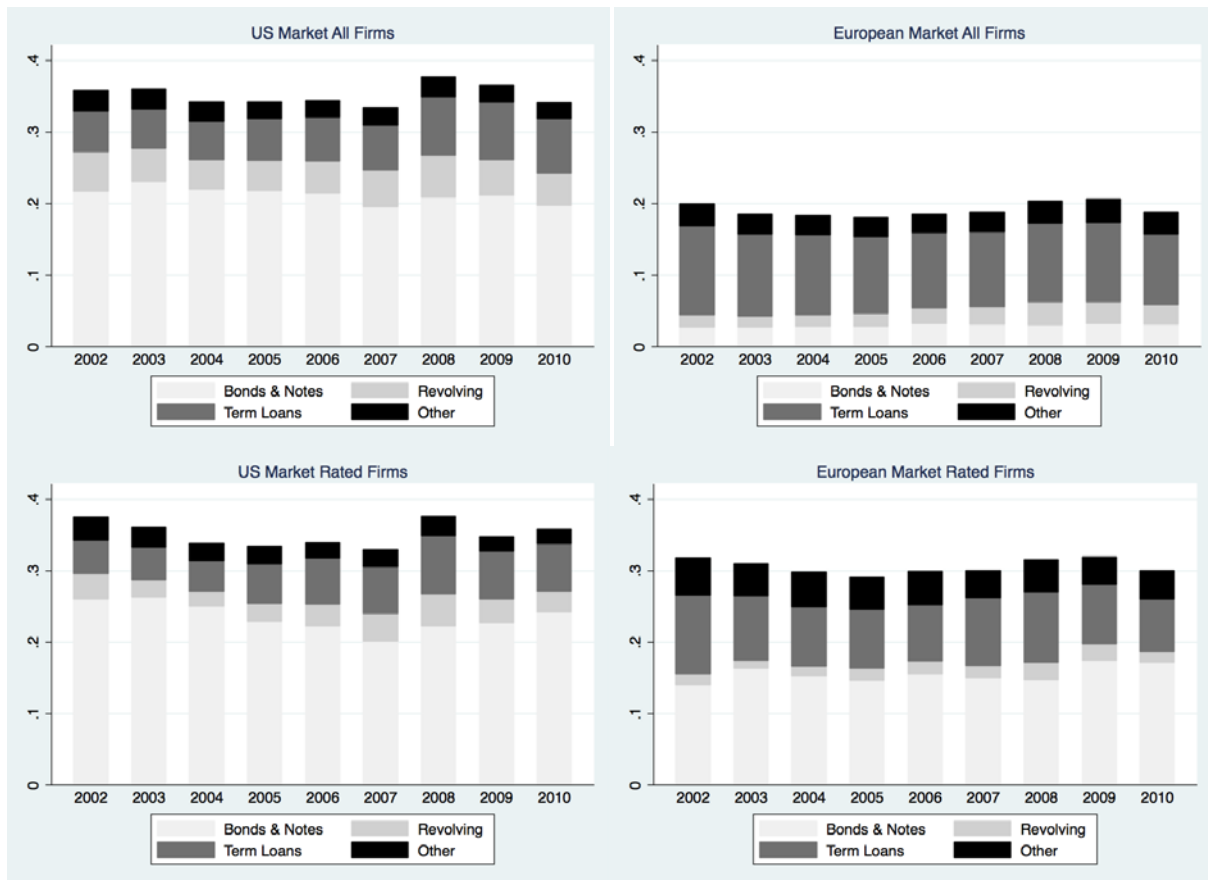 US Market All Firms
.4
.3
.2
.1
0
2002 2003 2004 2005 2006 2007 2008 2009 2010
Bonds & Notes Revolving
Term Loans Other
European Market All Firms
.4
.3
.2
.1
0
2002 2003 2004 2005 2006 2007 2008 2009 2010
Bonds & Notes Revolving
Term Loans Other
US Market Rated Firms
.4
.3
.2
.1
0
2002 2003 2004 2005 2006 2007 2008 2009 2010
Bonds & Notes Revolving
Term Loans Other
European Market Rated Firms
.4
.3
.2
.1
0
2002 2003 2004 2005 2006 2007 2008 2009 2010
Bonds & Notes Revolving
Term Loans Other